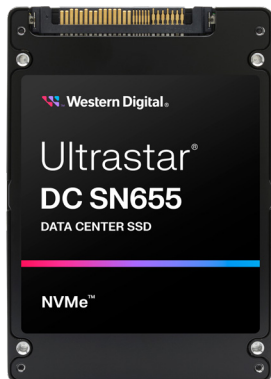 Western Digital®
Ultrastar®
DC SN655
DATA CENTER SSD
NVMe™